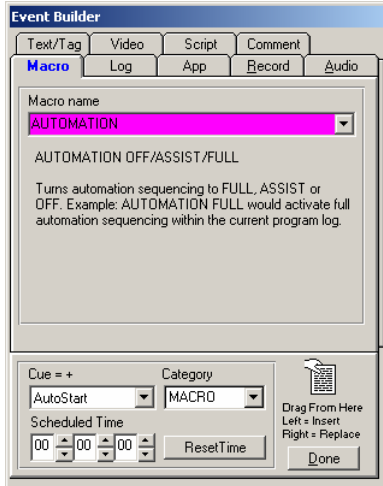 Event Builder
Text/Tag Video Script Comment
Macro Log App Record Audio
Macro name
AUTOMATION
AUTOMATION OFF/ASSIST/FULL
Turns automation sequencing to FULL, ASSIST or
OFF. Example: AUTOMATION FULL would activate full
automation sequencing within the current program log.
Cue = + Category
AutoStart MACRO
Scheduled Time
00 00 00 ResetTime
Drag From Here
Left = Insert
Right = Replace
Done